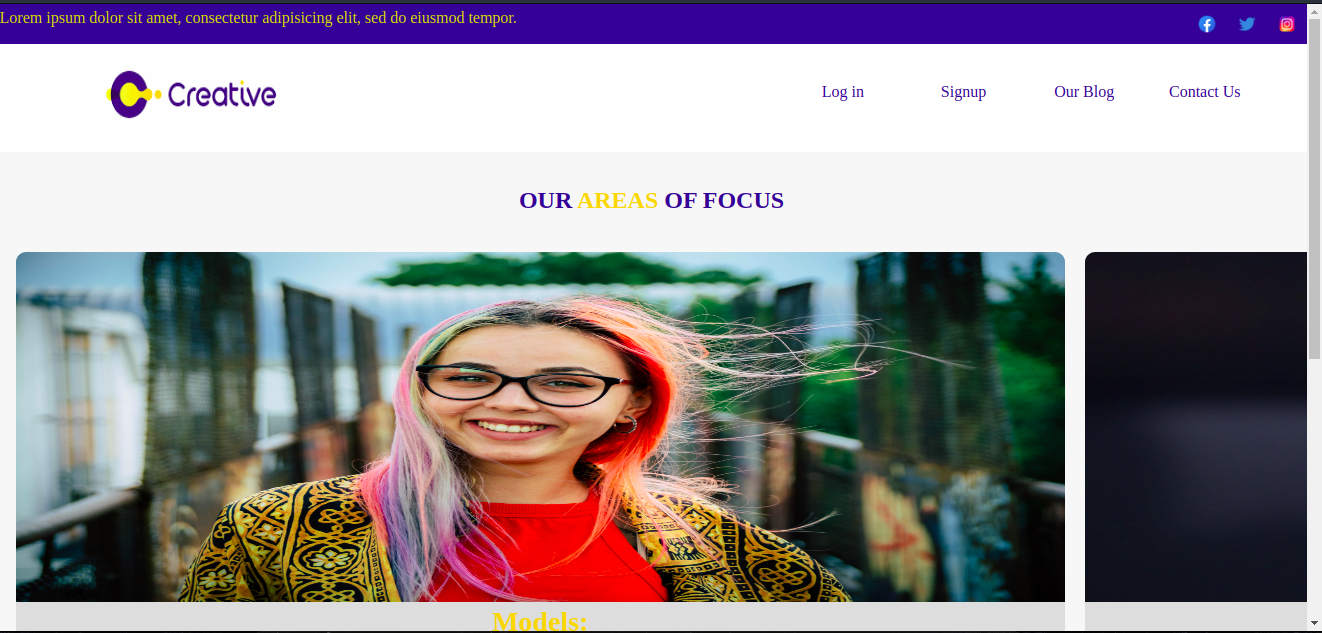 Lorem ipsum dolor sit amet, consectetur adipisicing elit, sed do eiusmod tempor.
Creative
Log in Signup Our Blog Contact Us
OUR AREAS OF FOCUS
Models: